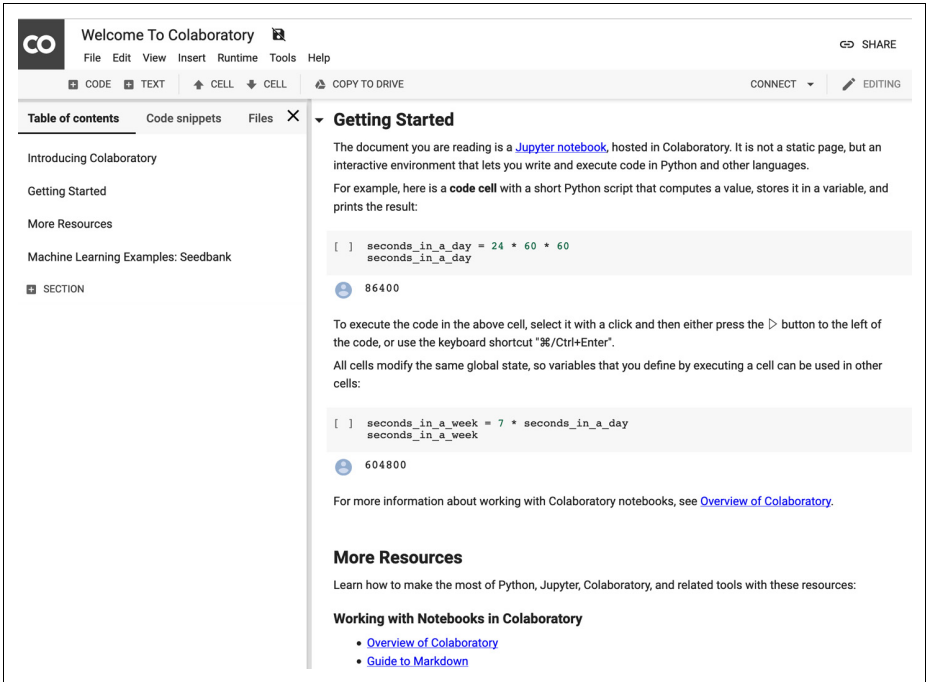 CO
Welcome To Colaboratory
File Edit View Insert Runtime Tools Help
SHARE
CODE TEXT CELL CELL COPY TO DRIVE CONNECT EDITING
Table of contents Code snippets Files
Introducing Colaboratory
Getting Started
More Resources
Machine Learning Examples: Seedbank
SECTION
Getting Started
The document you are reading is a Jupyter notebook, hosted in Colaboratory. It is not a static page, but an
interactive environment that lets you write and execute code in Python and other languages.
For example, here is a code cell with a short Python script that computes a value, stores it in a variable, and
prints the result:
[ ] seconds_in_a_day = 24 * 60 * 60
seconds_in_a_day
86400
To execute the code in the above cell, select it with a click and then either press the ▷ button to the left of
the code, or use the keyboard shortcut "⌘/Ctrl+Enter".
All cells modify the same global state, so variables that you define by executing a cell can be used in other
cells:
[ ] seconds_in_a_week = 7 * seconds_in_a_day
seconds_in_a_week
604800
For more information about working with Colaboratory notebooks, see Overview of Colaboratory.
More Resources
Learn how to make the most of Python, Jupyter, Colaboratory, and related tools with these resources:
Working with Notebooks in Colaboratory
• Overview of Colaboratory
• Guide to Markdown